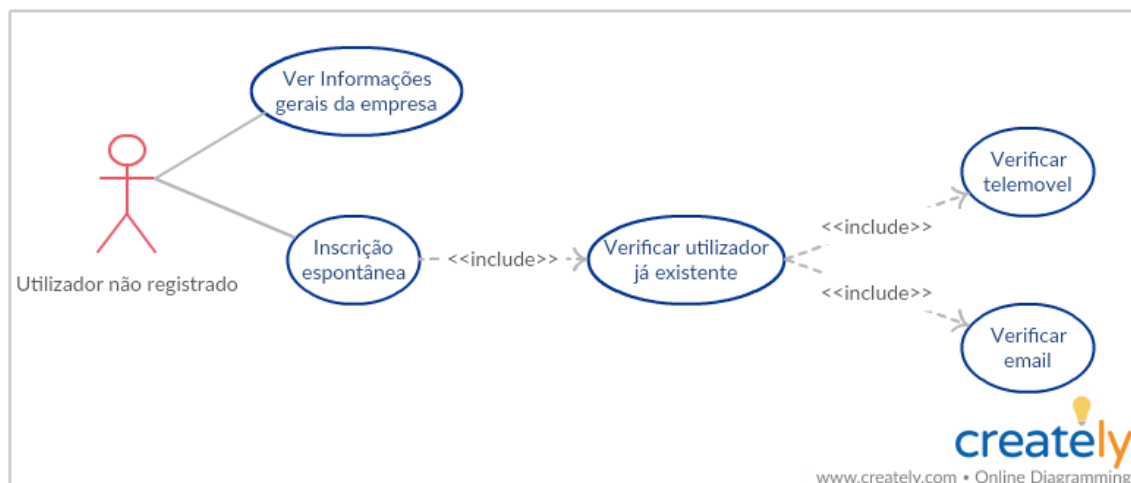 Ver Informações
gerais da empresa
Utilizador não registrado
Inscrição
espontânea
<<include>>
Verificar utilizador
já existente
<<include>>
<<include>>
Verificar
telemovel
Verificar
email
creately
www.creately.com • Online Diagramming